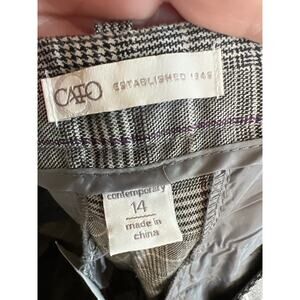 CATO
ESTABLISHED 1946
contemporary
14
made in
china